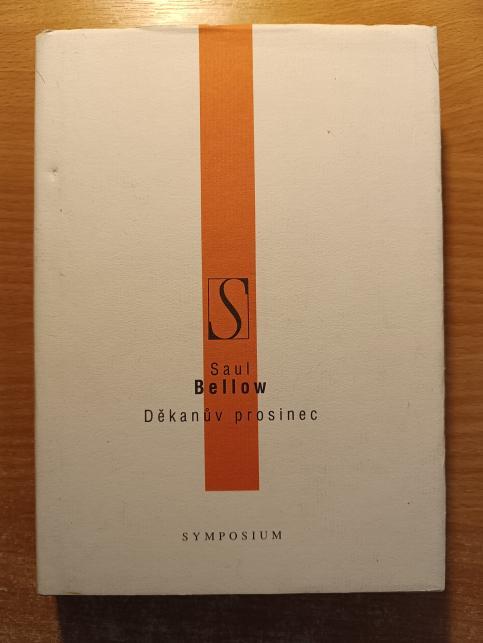 S
Saul
Bellow
Děkanův prosinec
SYMPOSIUM